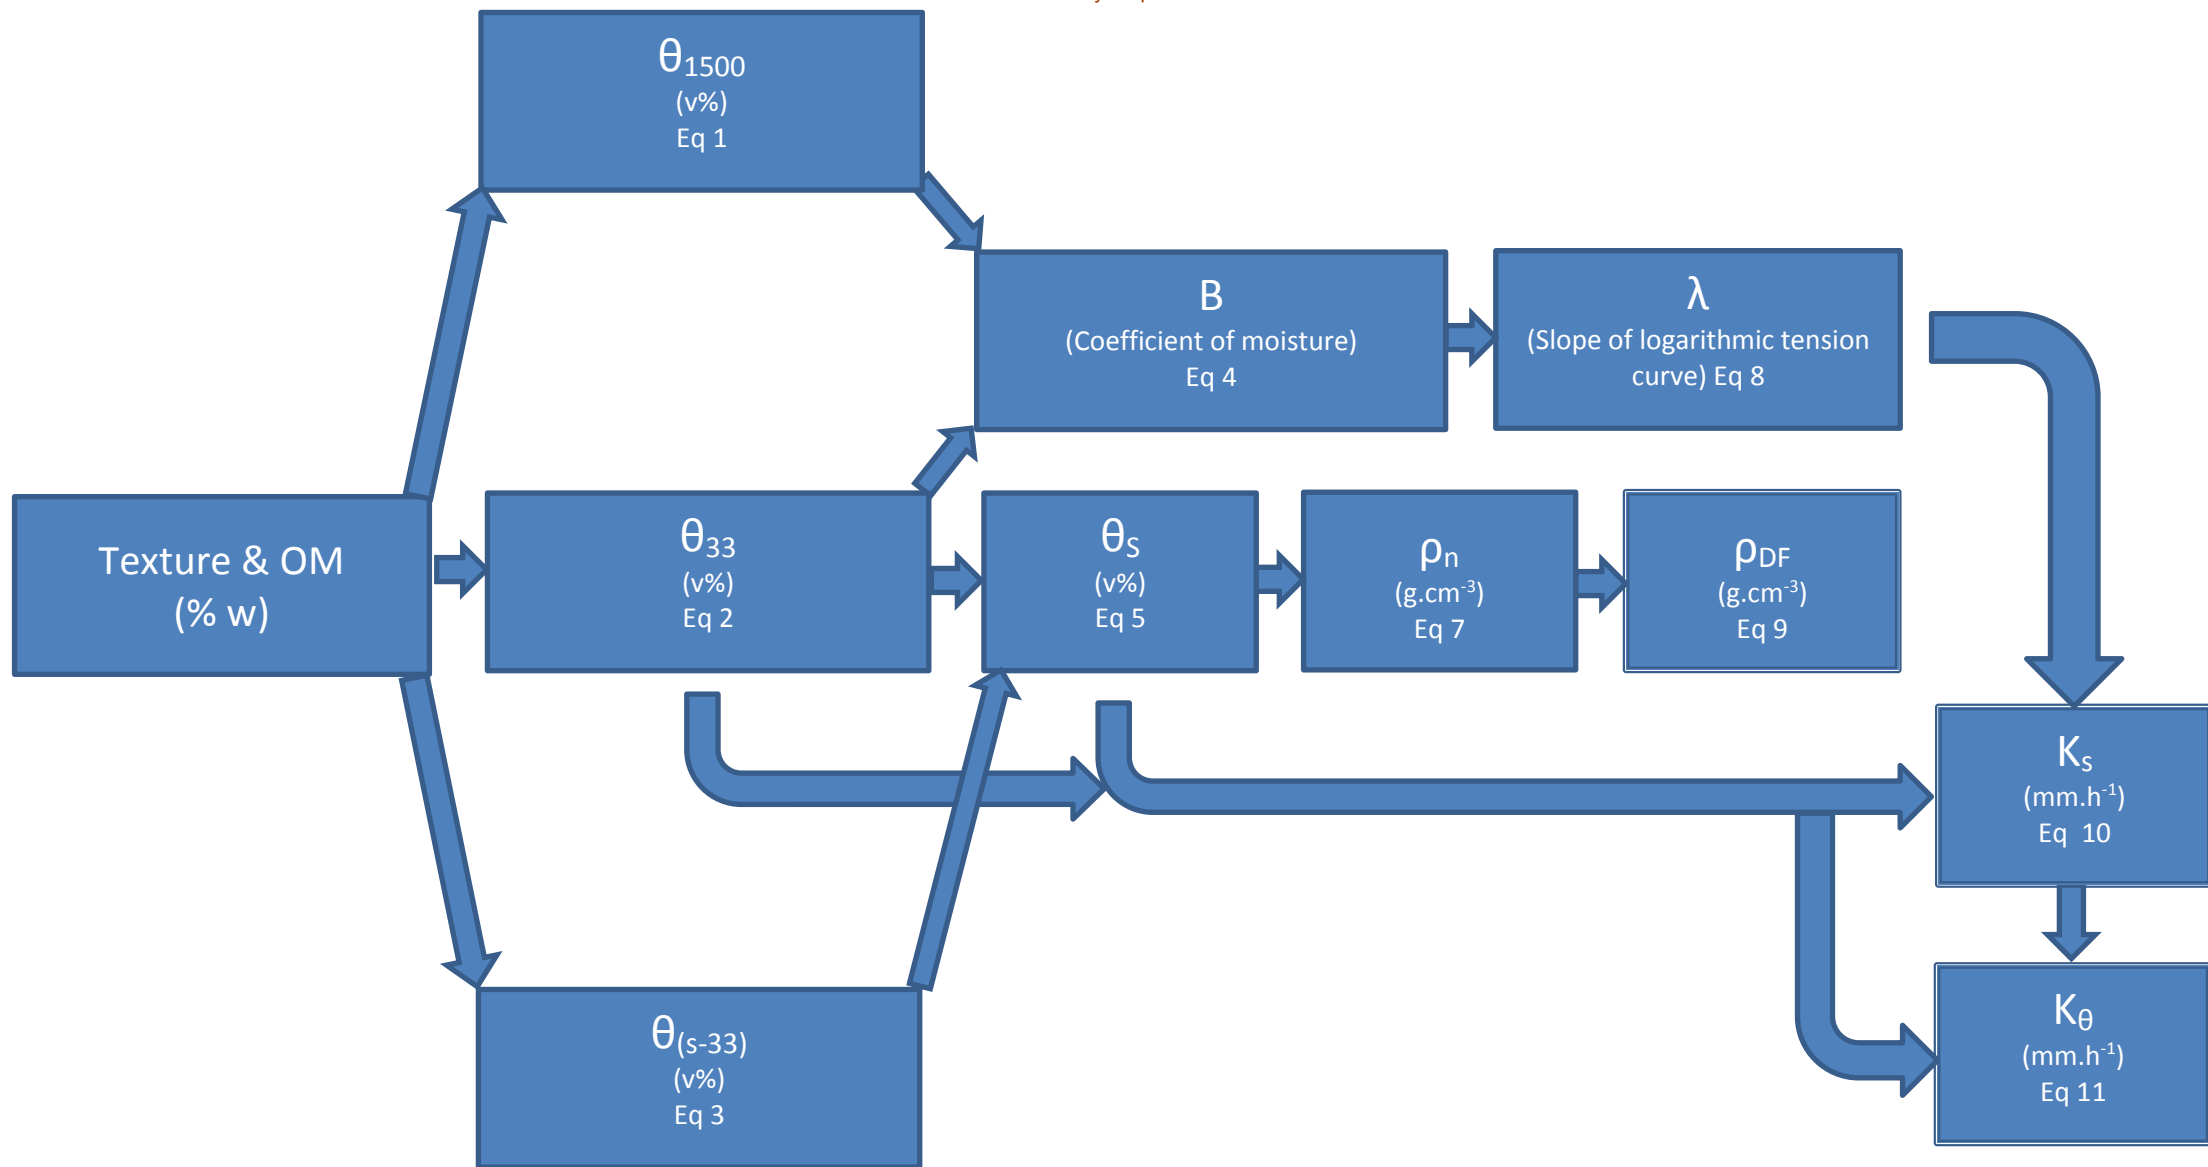 θ1500
(v%)
Eq 1
B
(Coefficient of moisture)
Eq 4
λ
(Slope of logarithmic tension
curve) Eq 8
Texture & OM
(% w)
θ33
(v%)
Eq 2
θS
(v%)
Eq 5
ρn
(g.cm-3)
Eq 7
ρDF
(g.cm-3)
Eq 9
Ks
(mm.h-1)
Eq 10
θ(s-33)
(v%)
Eq 3
Kθ
(mm.h-1)
Eq 11